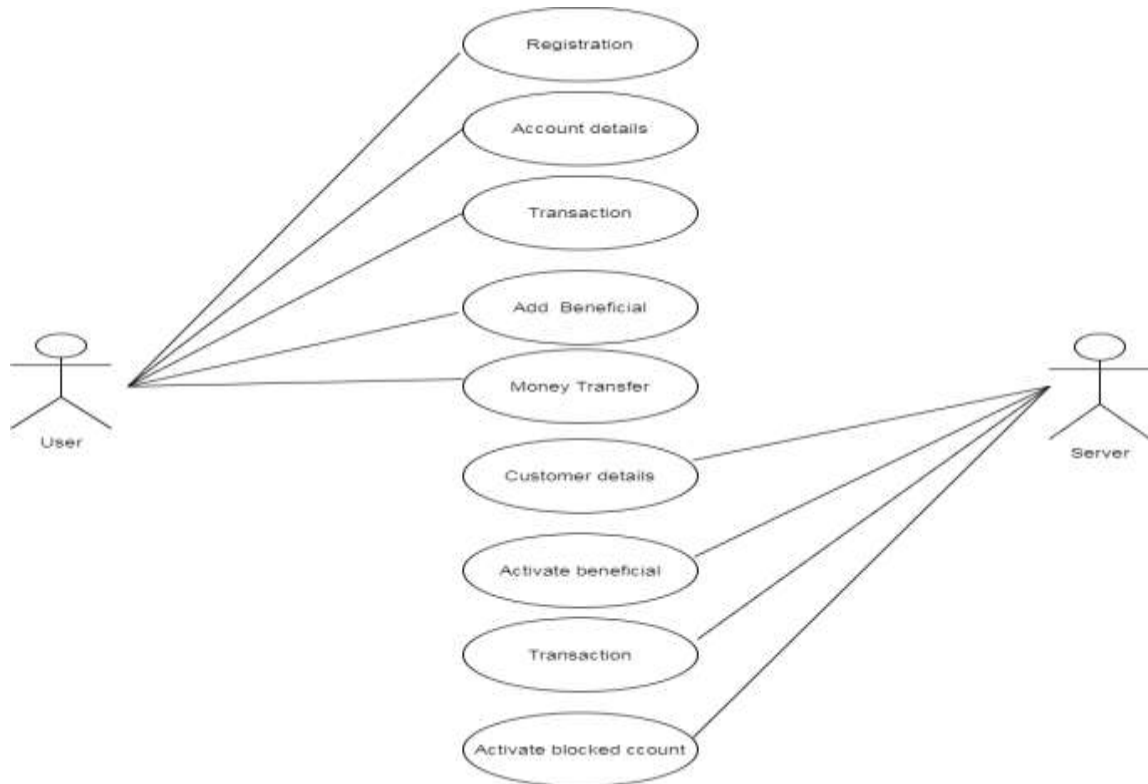 Registration
Account details
Transaction
Add Beneficial
Money Transfer
User
Server
Customer details
Activate beneficial
Transaction
Activate blocked ccount